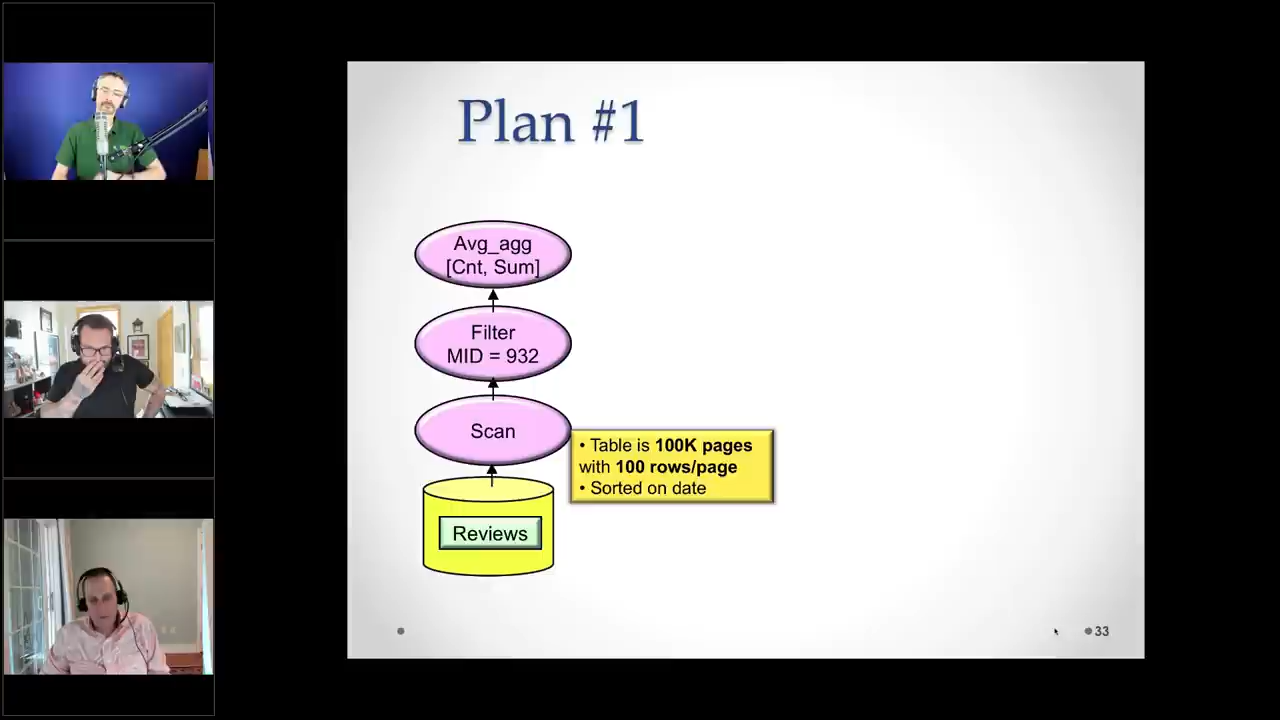 Plan #1
Avg_agg
[Cnt, Sum]
Filter
MID = 932
Scan
• Table is 100K pages
with 100 rows/page
• Sorted on date
Reviews
33